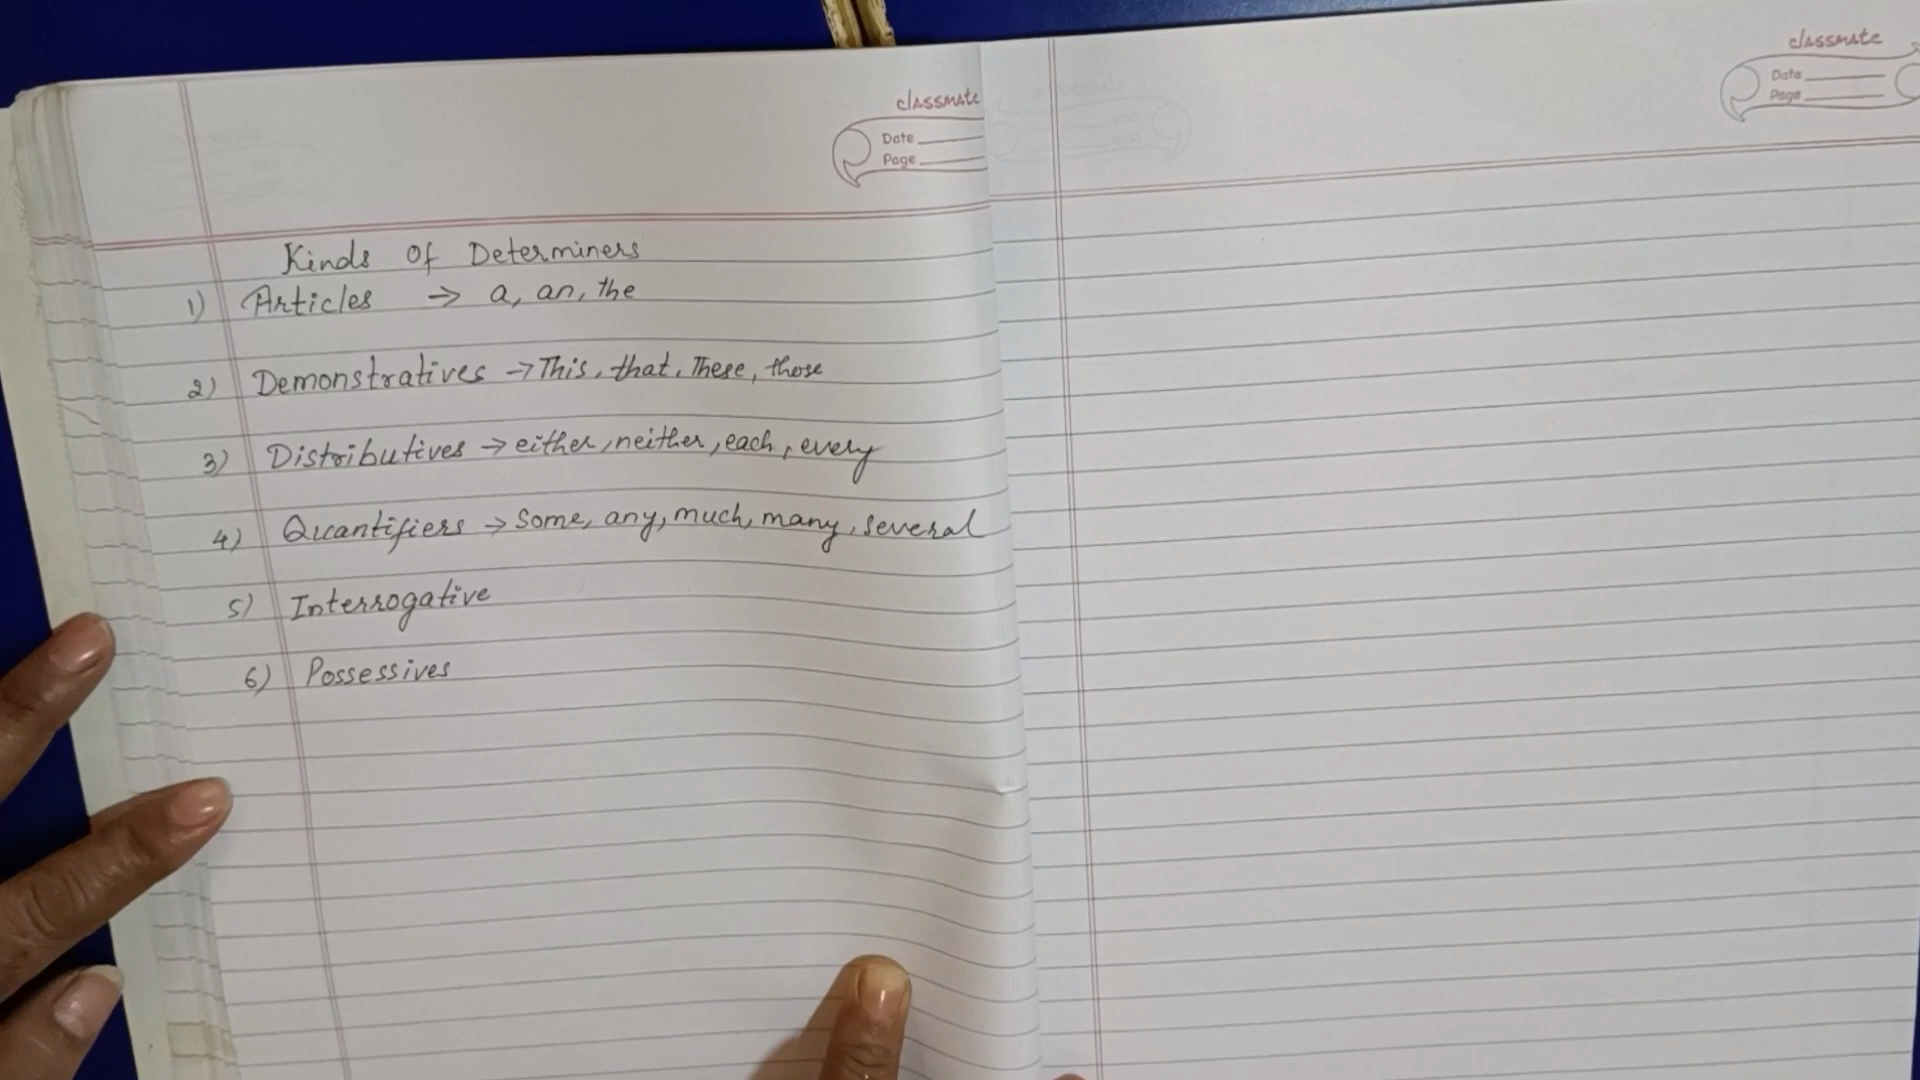 classmate
Date
Page
classmate
Date
Page
Kinds of Determiners
1) Articles → a, an, the
2) Demonstratives → This, that, These, those
3) Distributives → either, neither, each, every
4) Quantifiers → Some, any, much, many, several
5) Interrogative
6) Possessives